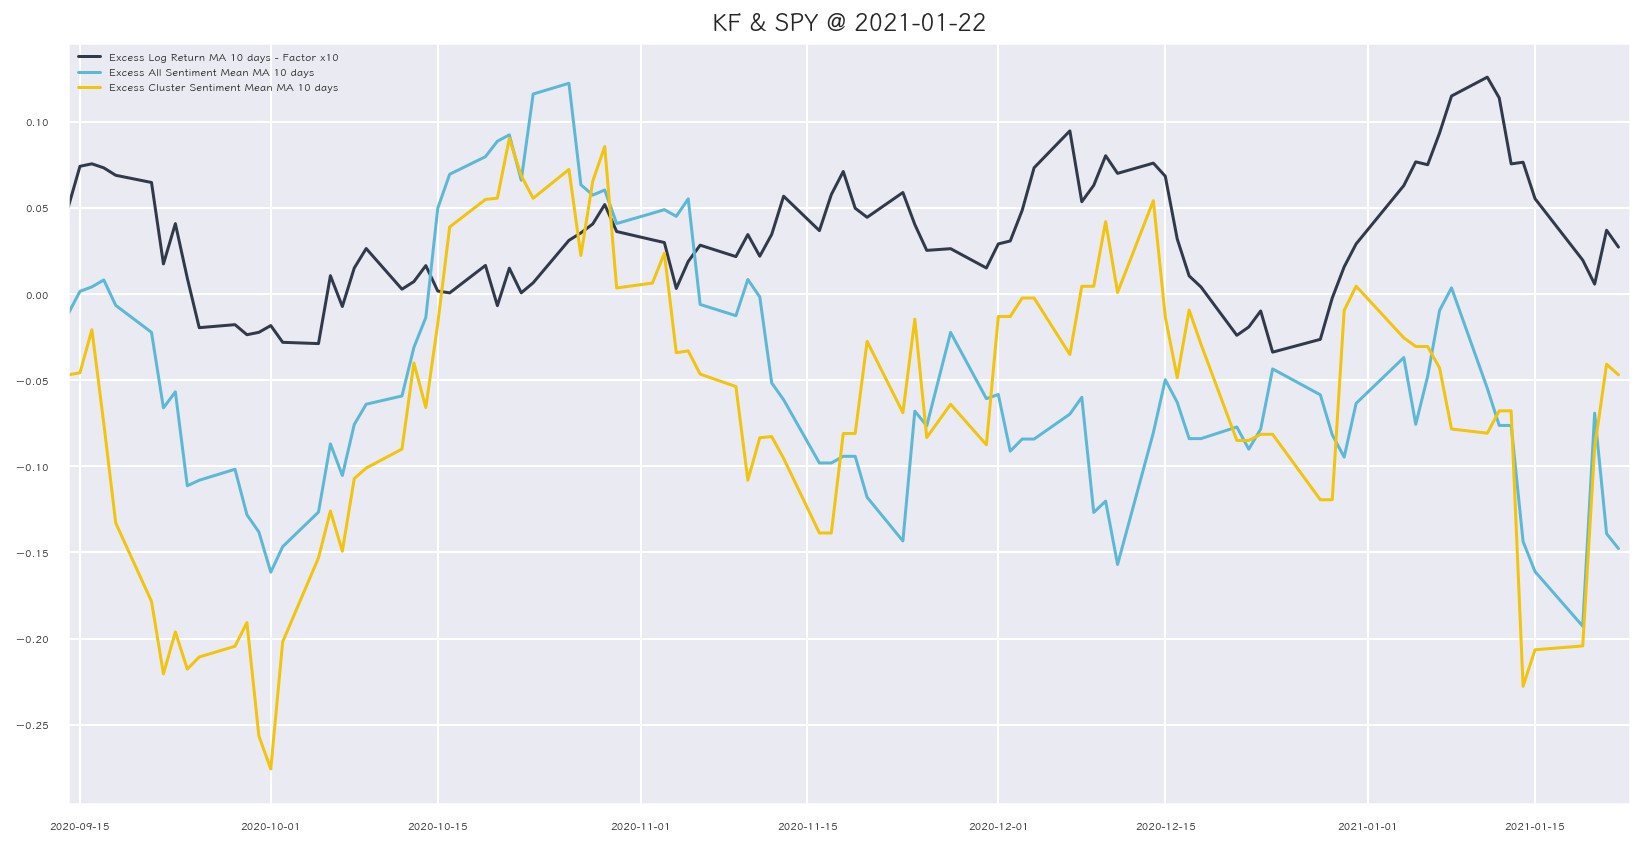 KF & SPY @ 2021-01-22
Excess Log Return MA 10 days - Factor x10
Excess All Sentiment Mean MA 10 days
Excess Cluster Sentiment Mean MA 10 days
0.10
0.05
0.00
−0.05
−0.10
−0.15
−0.20
−0.25
2020-09-15 2020-10-01 2020-10-15 2020-11-01 2020-11-15 2020-12-01 2020-12-15 2021-01-01 2021-01-15